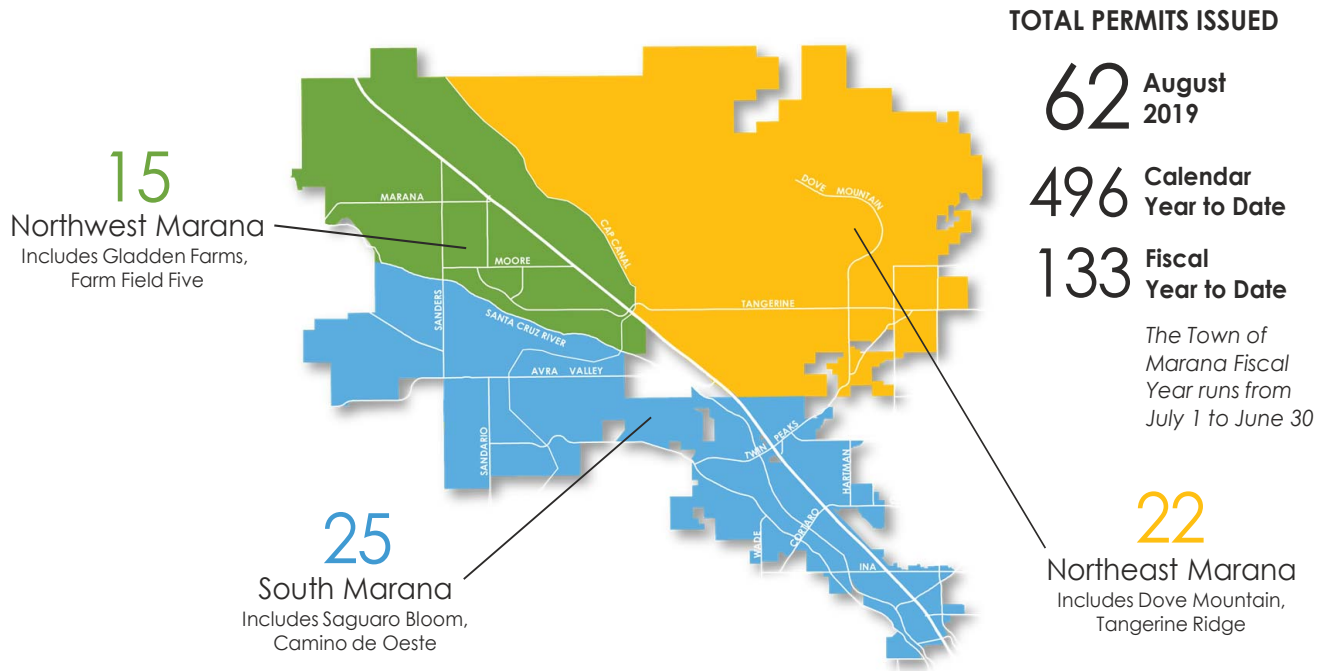 TOTAL PERMITS ISSUED
62
August
2019
496
Calendar
Year to Date
133
Fiscal
Year to Date
The Town of
Marana Fiscal
Year runs from
July 1 to June 30
15
Northwest Marana
Includes Gladden Farms,
Farm Field Five
25
South Marana
Includes Saguaro Bloom,
Camino de Oeste
22
Northeast Marana
Includes Dove Mountain,
Tangerine Ridge
MARANA
MOORE
SANDERS
SANTA CRUZ RIVER
CAP CANAL
DOVE MOUNTAIN
TANGERINE
AVRA VALLEY
SANDARIO
TWIN PEAKS
HARTMAN
WADE
CORTARO
INA